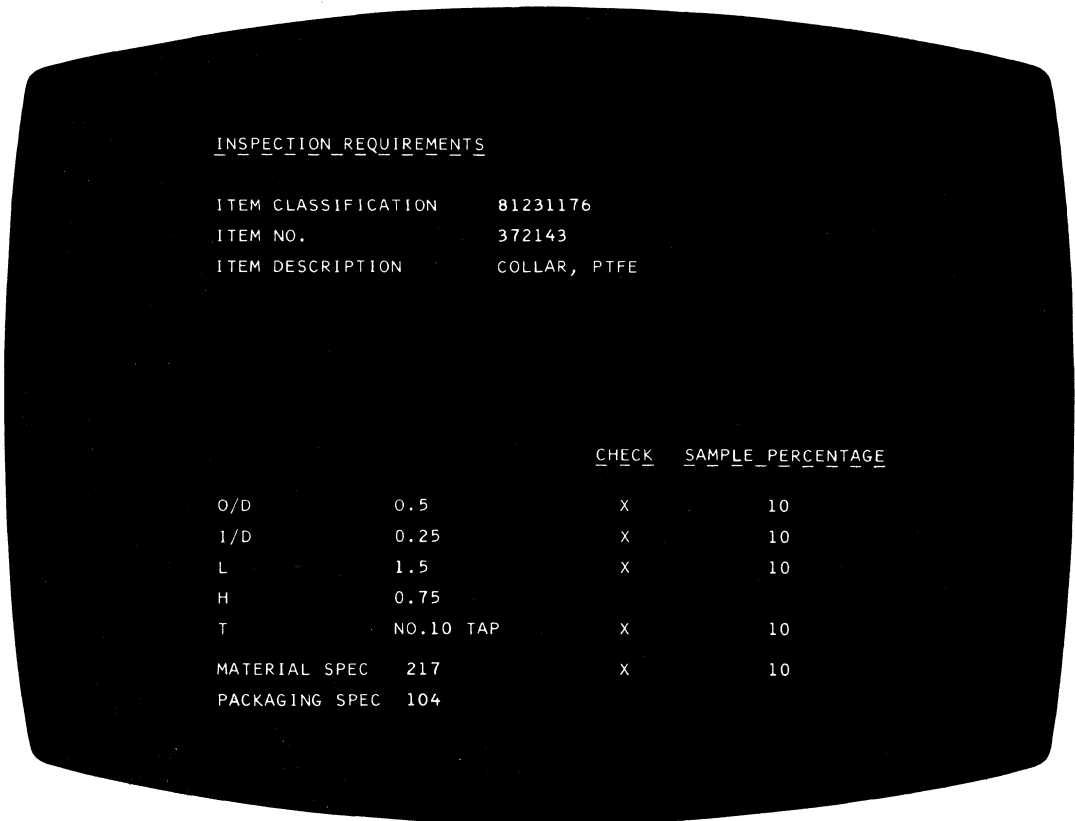 INSPECTION REQUIREMENTS
ITEM CLASSIFICATION 81231176
ITEM NO. 372143
ITEM DESCRIPTION COLLAR, PTFE
CHECK SAMPLE PERCENTAGE
O/D 0.5 X 10
I/D 0.25 X 10
L 1.5 X 10
H 0.75
T NO.10 TAP X 10
MATERIAL SPEC 217 X 10
PACKAGING SPEC 104